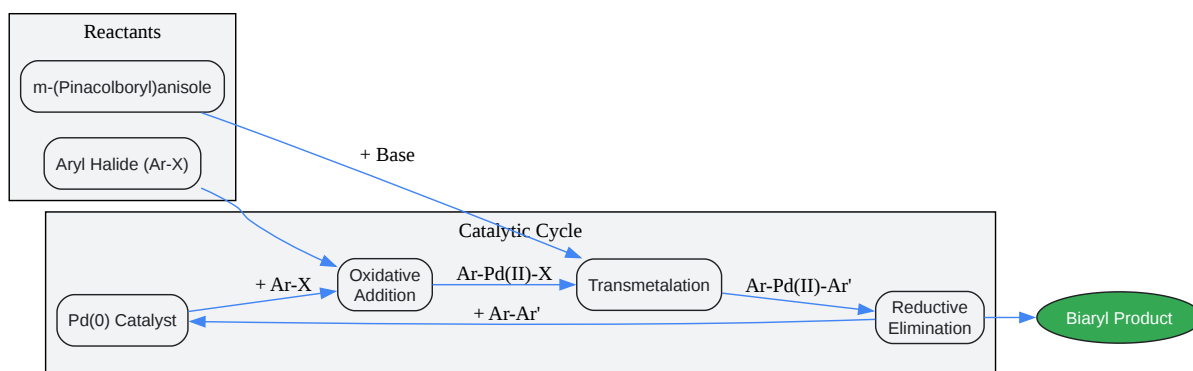 Reactants
m-(Pinacolboryl)anisole
Aryl Halide (Ar-X)
+ Base
Catalytic Cycle
Pd(0) Catalyst
+ Ar-X
Oxidative
Addition
Ar-Pd(II)-X
Transmetalation
Ar-Pd(II)-Ar'
+ Ar-Ar'
Reductive
Elimination
Biaryl Product